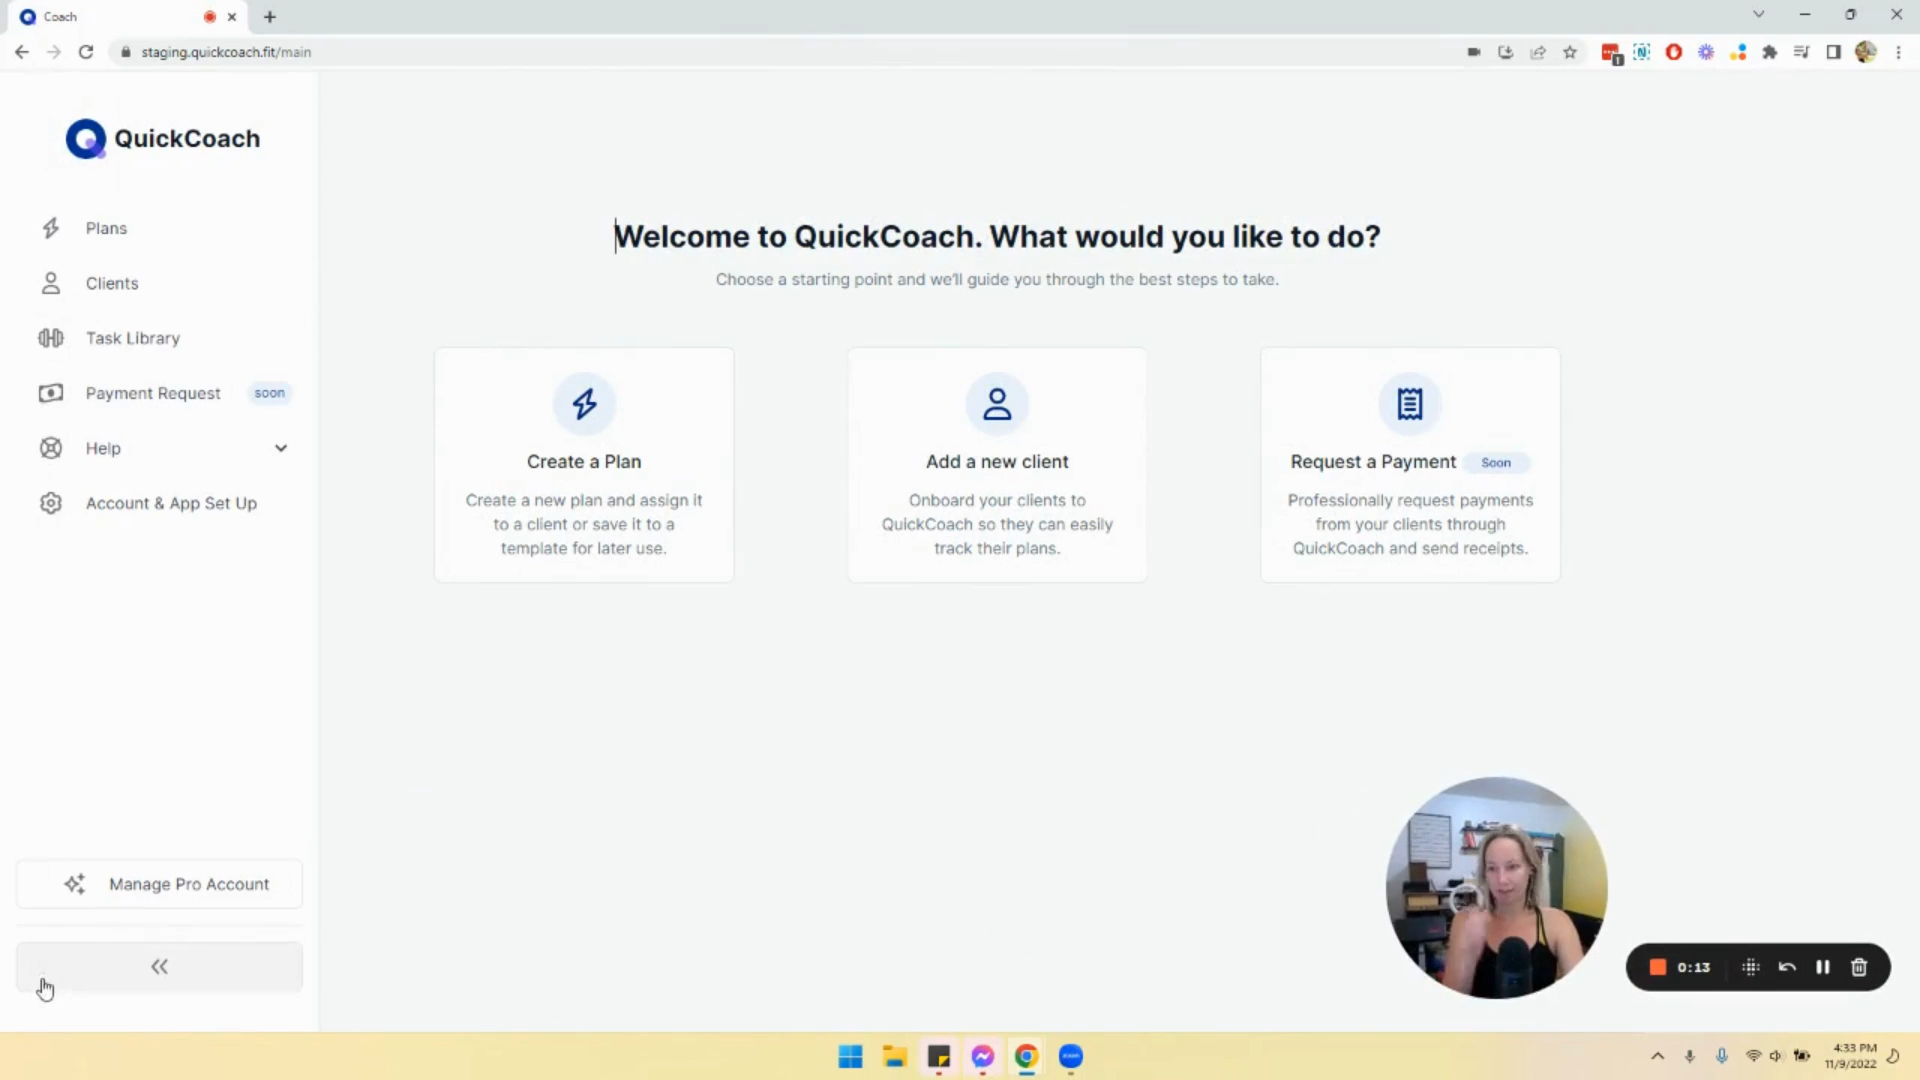 Coach
staging.quickcoach.fit/main
1
QuickCoach
Plans
Clients
Task Library
Payment Request soon
Help
Account & App Set Up
Manage Pro Account
Welcome to QuickCoach. What would you like to do?
Choose a starting point and we'll guide you through the best steps to take.
Create a Plan
Create a new plan and assign it
to a client or save it to a
template for later use.
Add a new client
Onboard your clients to
QuickCoach so they can easily
track their plans.
Request a Payment Soon
Professionally request payments
from your clients through
QuickCoach and send receipts.
0:13
zoom
4:33 PM
11/9/2022